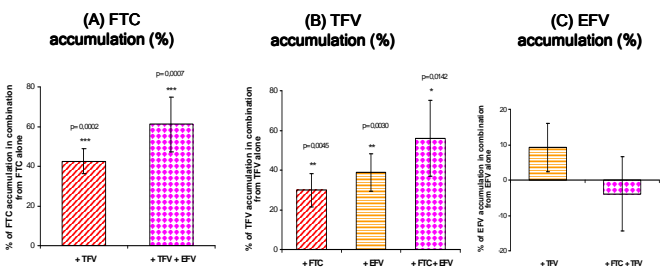 (A) FTC
accumulation (%)
% of FTC accumulation in combination
from FTC alone
80
60
40
20
0
p=0,0002
***
p=0,0007
***
+ TFV
+ TFV + EFV
(B) TFV
accumulation (%)
% of TFV accumulation in combination
from TFV alone
80
60
40
20
0
p=0,0045
**
p=0,0030
**
p=0,0142
*
+ FTC
+ EFV
+ FTC + EFV
(C) EFV
accumulation (%)
% of EFV accumulation in combination
from EFV alone
20
10
0
-10
-20
+ TFV
+ FTC + TFV